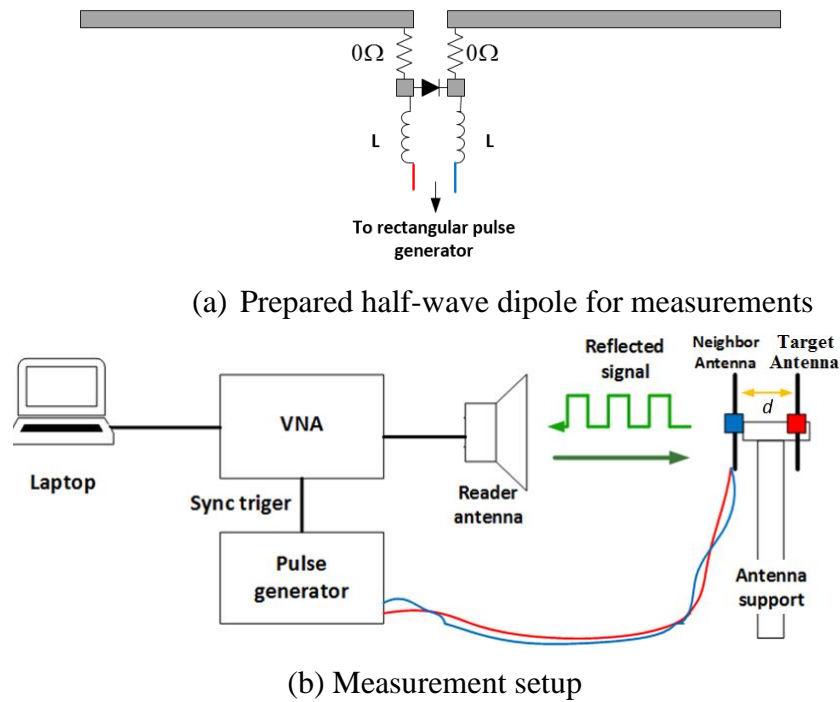 0Ω 0Ω
L L
To rectangular pulse
generator
(a) Prepared half-wave dipole for measurements
Reflected
signal
Neighbor
Antenna
Target
Antenna
d
VNA
Laptop
Reader
antenna
Sync triger
Pulse
generator
Antenna
support
(b) Measurement setup